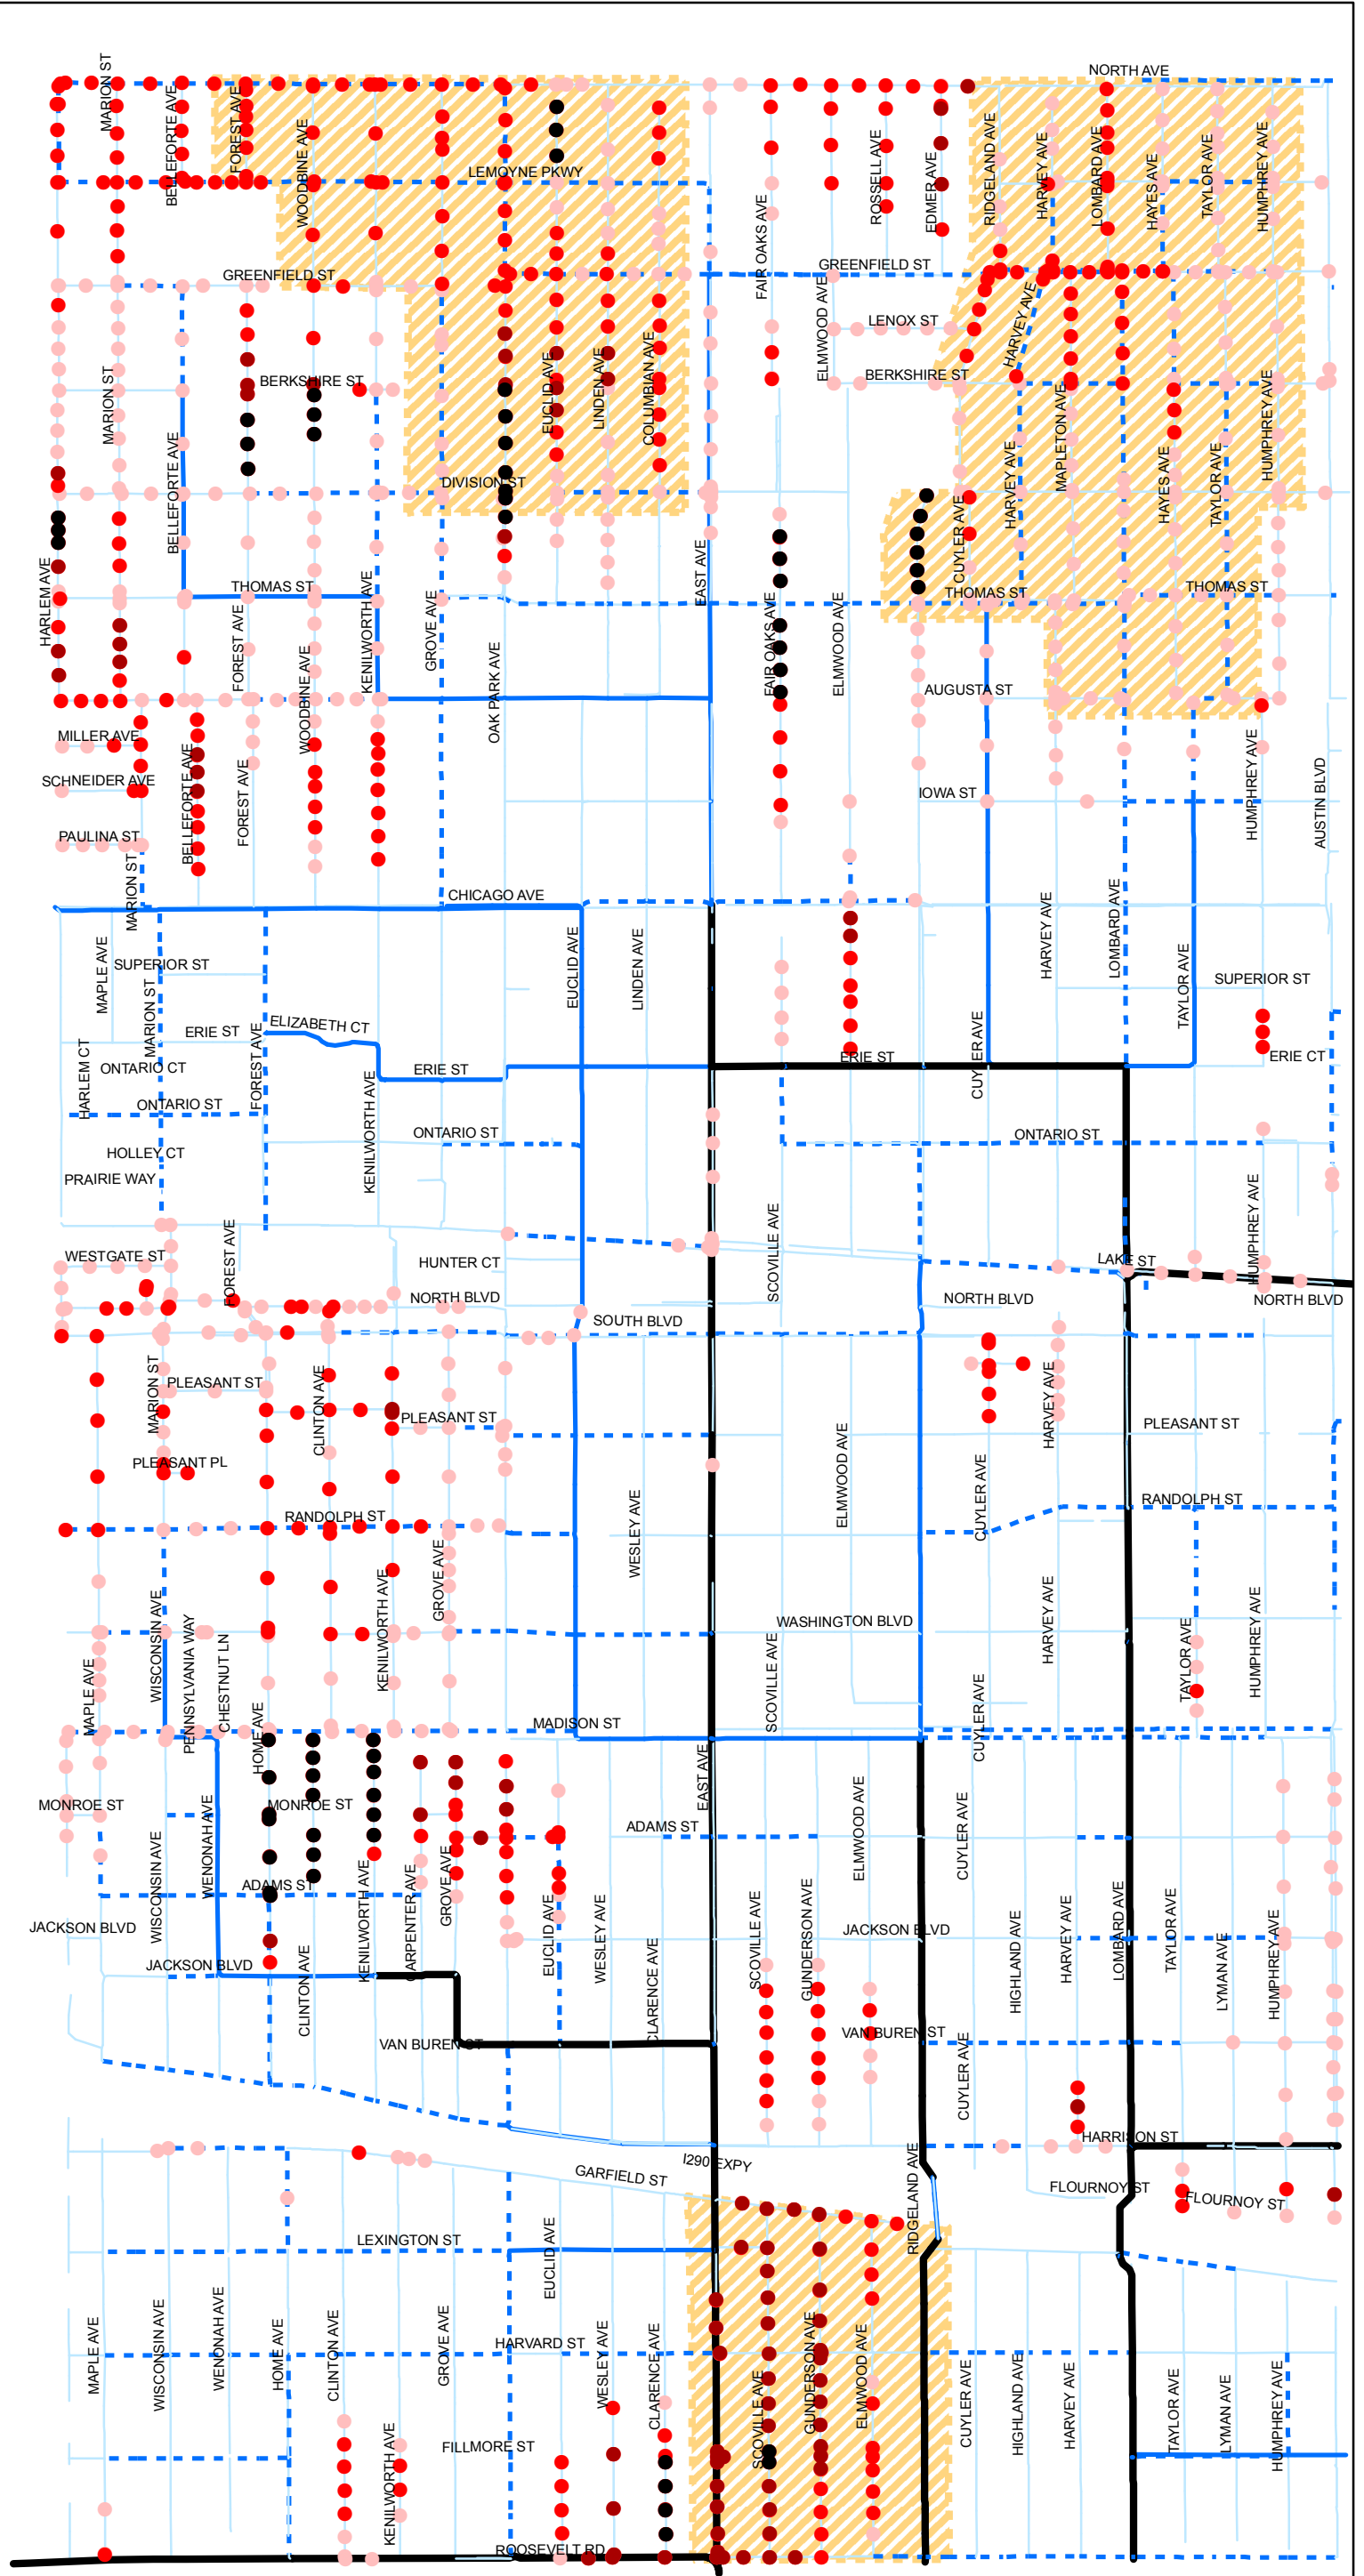 NORTH AVE
MARION ST
BELLEFORTE AVE
FOREST AVE
WOODBINE AVE
LEMOYNE PKWY
FAIR OAKS AVE
ROSSELL AVE
EDMER AVE
RIDGELAND AVE
HARVEY AVE
LOMBARD AVE
HAYES AVE
TAYLOR AVE
HUMPHREY AVE
GREENFIELD ST
GREENFIELD ST
ELMWOOD AVE
LENOX ST
HARVEY AVE
BERKSHIRE ST
BERKSHIRE ST
MARION ST
BELLEFORTE AVE
EUCLID AVE
LINDEN AVE
COLUMBIAN AVE
MAPLETON AVE
HARVEY AVE
HAYES AVE
TAYLOR AVE
HUMPHREY AVE
DIVISION ST
CUYLER AVE
HARLEM AVE
THOMAS ST
THOMAS ST
THOMAS ST
FOREST AVE
WOODBINE AVE
KENILWORTH AVE
GROVE AVE
OAK PARK AVE
EAST AVE
FAIR OAKS AVE
ELMWOOD AVE
AUGUSTA ST
MILLER AVE
SCHNEIDER AVE
PAULINA ST
MARION ST
BELLEFORTE AVE
FOREST AVE
IOWA ST
HUMPHREY AVE
AUSTIN BLVD
CHICAGO AVE
MAPLE AVE
SUPERIOR ST
MARION ST
ERIE ST
ELIZABETH CT
FOREST AVE
EUCLID AVE
LINDEN AVE
HARVEY AVE
LOMBARD AVE
TAYLOR AVE
SUPERIOR ST
CUYLER AVE
ERIE ST
ERIE CT
HARLEM CT
ONTARIO CT
ONTARIO ST
HOLLEY CT
PRAIRIE WAY
KENILWORTH AVE
ERIE ST
ONTARIO ST
ONTARIO ST
SCOVILLE AVE
HUMPHREY AVE
WESTGATE ST
FOREST AVE
HUNTER CT
NORTH BLVD
SOUTH BLVD
LAKE ST
NORTH BLVD
NORTH BLVD
MARION ST
PLEASANT ST
CLINTON AVE
PLEASANT ST
PLEASANT PL
HARVEY AVE
PLEASANT ST
ELMWOOD AVE
CUYLER AVE
RANDOLPH ST
RANDOLPH ST
WESLEY AVE
WISCONSIN AVE
PENNSYLVANIA WAY
CHESTNUT LN
KENILWORTH AVE
GROVE AVE
WASHINGTON BLVD
HARVEY AVE
TAYLOR AVE
HUMPHREY AVE
MAPLE AVE
HOME AVE
MADISON ST
SCOVILLE AVE
CUYLER AVE
MONROE ST
MONROE ST
EAST AVE
ELMWOOD AVE
CUYLER AVE
ADAMS ST
WISCONSIN AVE
WENONAH AVE
ADAMS ST
JACKSON BLVD
JACKSON BLVD
CLINTON AVE
KENILWORTH AVE
CARPENTER AVE
GROVE AVE
EUCLID AVE
WESLEY AVE
CLARENCE AVE
SCOVILLE AVE
GUNDERSON AVE
JACKSON BLVD
HIGHLAND AVE
HARVEY AVE
LOMBARD AVE
TAYLOR AVE
LYMAN AVE
HUMPHREY AVE
VAN BUREN ST
VAN BUREN ST
CUYLER AVE
HARRISON ST
I290 EXPY
GARFIELD ST
RIDGELAND AVE
FLOURNOY ST
FLOURNOY ST
LEXINGTON ST
EUCLID AVE
MAPLE AVE
WISCONSIN AVE
WENONAH AVE
HOME AVE
CLINTON AVE
GROVE AVE
HARVARD ST
WESLEY AVE
CLARENCE AVE
SCOVILLE AVE
GUNDERSON AVE
ELMWOOD AVE
CUYLER AVE
HIGHLAND AVE
HARVEY AVE
TAYLOR AVE
LYMAN AVE
HUMPHREY AVE
KENILWORTH AVE
FILLMORE ST
ROOSEVELT RD